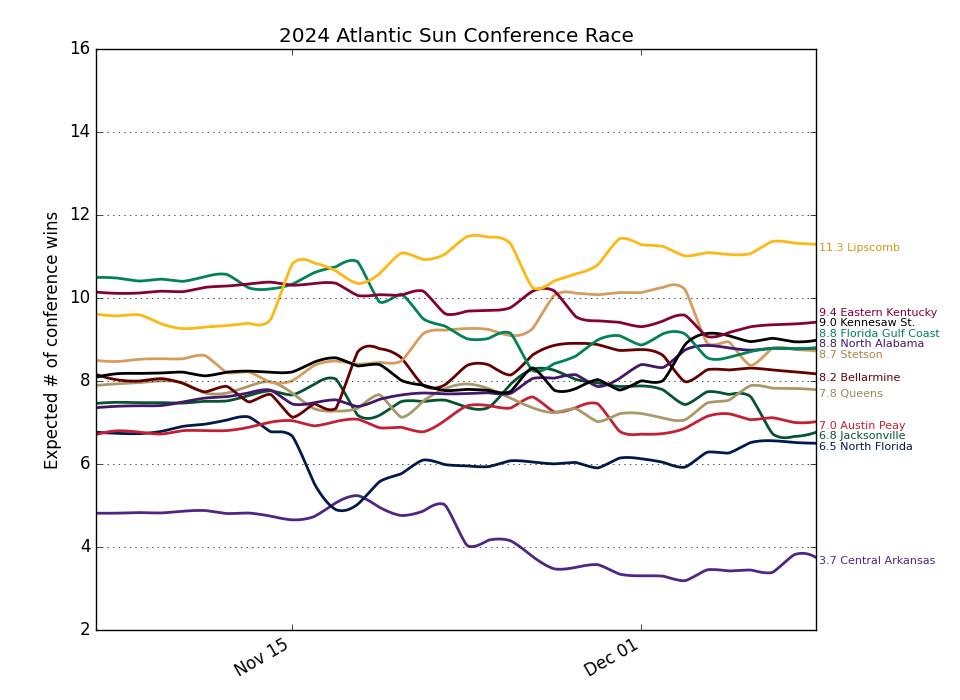 2024 Atlantic Sun Conference Race
Expected # of conference wins
16
14
12
10
8
6
4
2
Nov 15
Dec 01
11.3 Lipscomb
9.4 Eastern Kentucky
9.0 Kennesaw St.
8.8 Florida Gulf Coast
8.8 North Alabama
8.7 Stetson
8.2 Bellarmine
7.8 Queens
7.0 Austin Peay
6.8 Jacksonville
6.5 North Florida
3.7 Central Arkansas